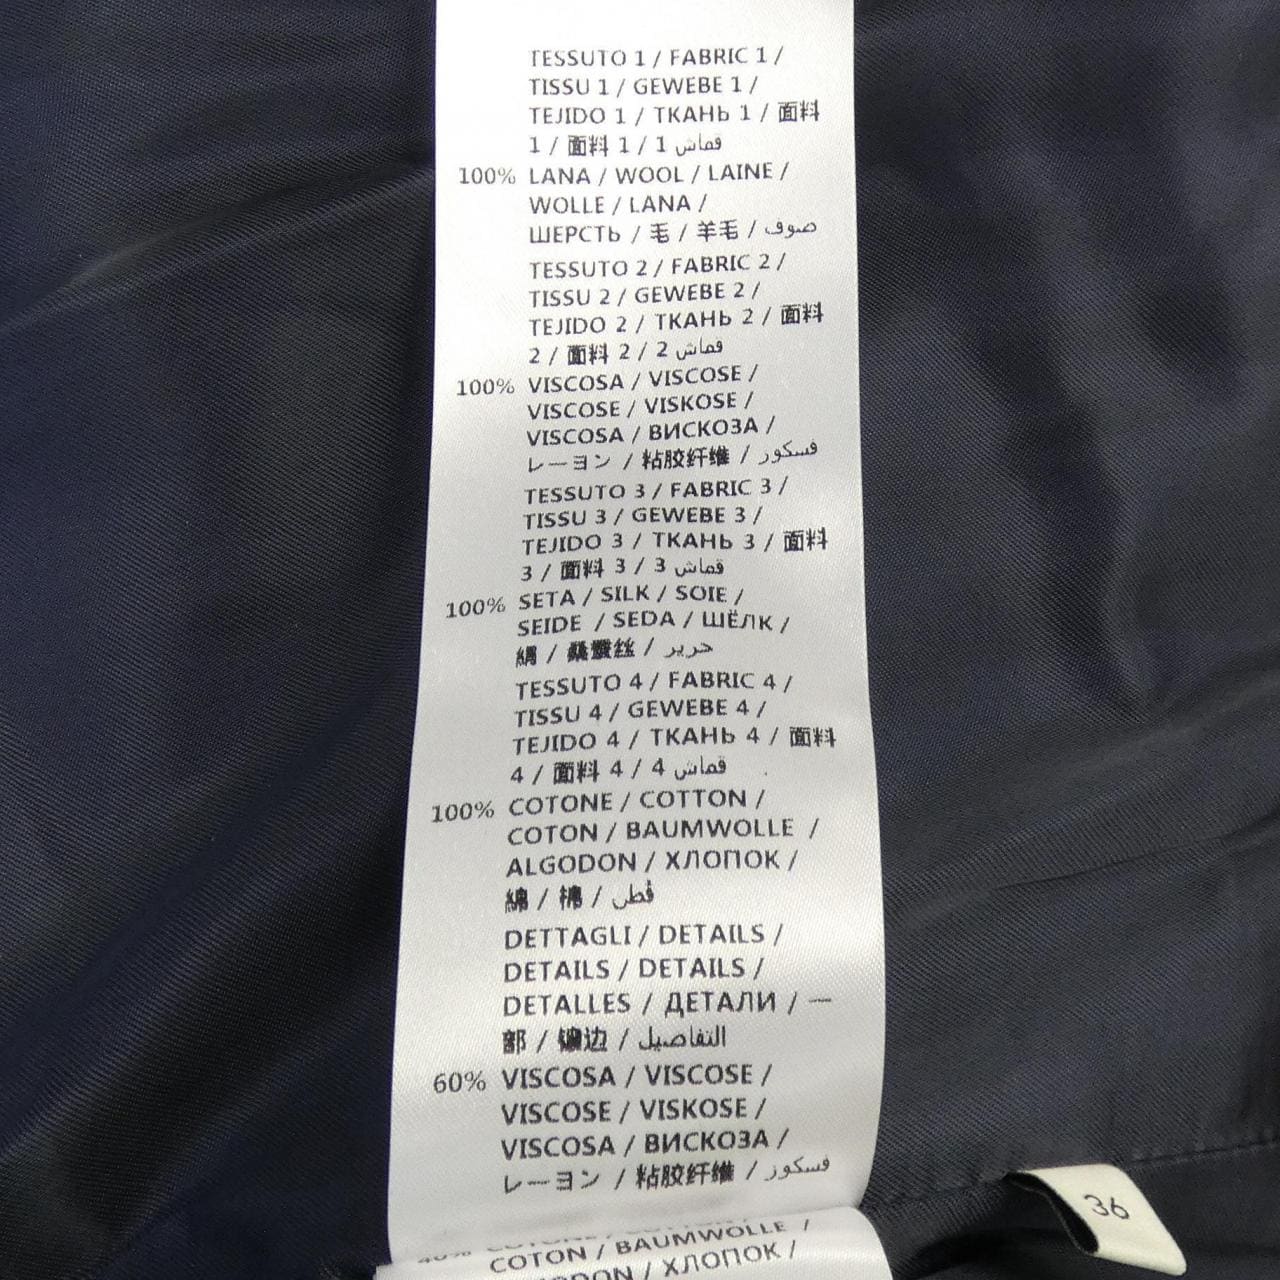 TESSUTO 1 / FABRIC 1 /
TISSU 1 / GEWEBE 1 /
TEJIDO 1 / ТКАНЬ 1 / 面料
1 / 面料 1 / 1 قماش
100% LANA / WOOL / LAINE /
WOLLE / LANA /
ШЕРСТЬ / 毛 / 羊毛 / صوف
TESSUTO 2 / FABRIC 2 /
TISSU 2 / GEWEBE 2 /
TEJIDO 2 / ТКАНЬ 2 / 面料
2 / 面料 2 / 2 قماش
100% VISCOSA / VISCOSE /
VISCOSE / VISKOSE /
VISCOSA / ВИСКОЗА /
レーヨン / 粘胶纤维 / فسكوز
TESSUTO 3 / FABRIC 3 /
TISSU 3 / GEWEBE 3 /
TEJIDO 3 / ТКАНЬ 3 / 面料
3 / 面料 3 / 3 قماش
100% SETA / SILK / SOIE /
SEIDE / SEDA / ШЁЛК /
絹 / 桑蚕丝 / حرير
TESSUTO 4 / FABRIC 4 /
TISSU 4 / GEWEBE 4 /
TEJIDO 4 / ТКАНЬ 4 / 面料
4 / 面料 4 / 4 قماش
100% COTONE / COTTON /
COTON / BAUMWOLLE /
ALGODON / ХЛОПОК /
綿 / 棉 / قطن
DETTAGLI / DETAILS /
DETAILS / DETAILS /
DETALLES / ДЕТАЛИ / 一
部 / 镶边 / التفاصيل
60% VISCOSA / VISCOSE /
VISCOSE / VISKOSE /
VISCOSA / ВИСКОЗА /
レーヨン / 粘胶纤维 / فسكوز
COTON / BAUMWOLLE /
/ ХЛОПОК /
36